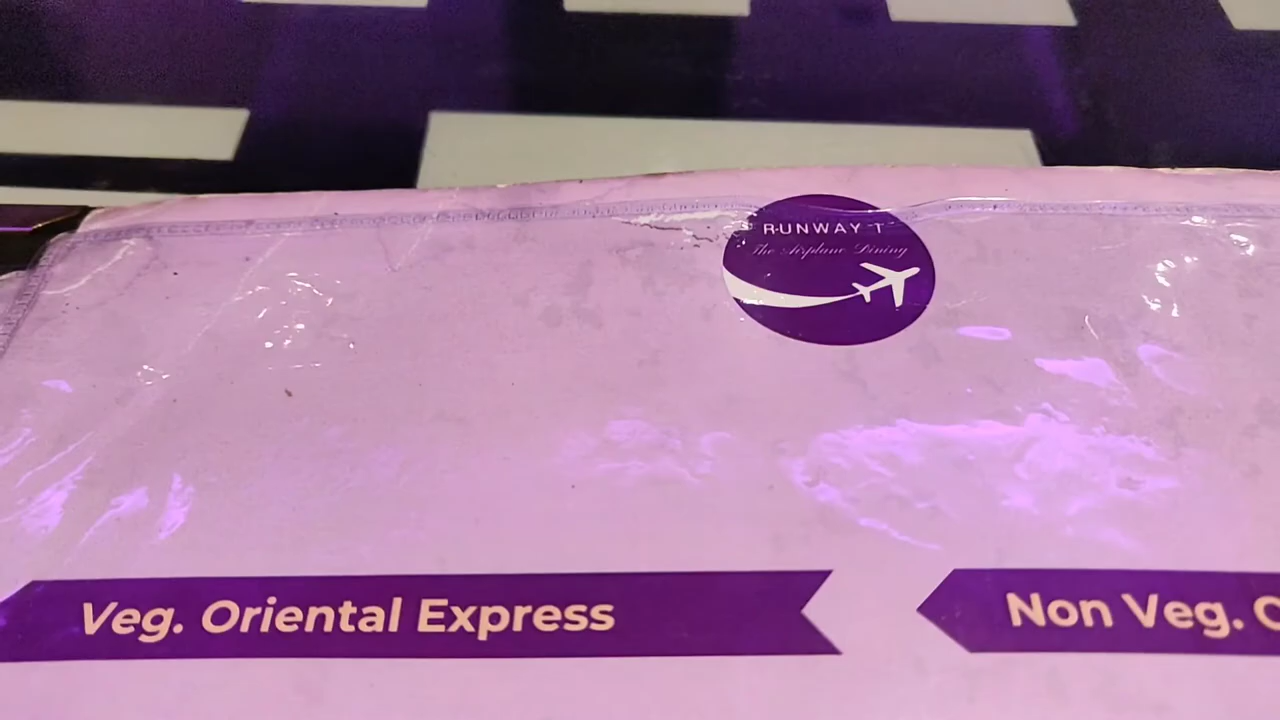 RUNWAY T
The Airplane Dining
Veg. Oriental Express
Non Veg.